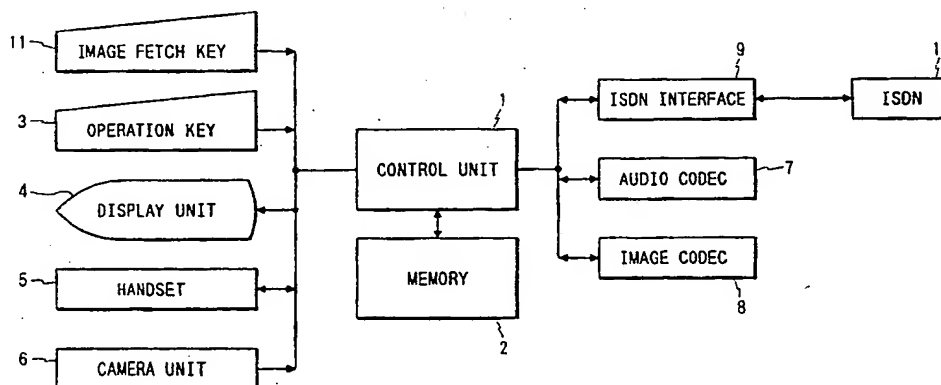 11
IMAGE FETCH KEY
3
OPERATION KEY
4
DISPLAY UNIT
5
HANDSET
6
CAMERA UNIT
1
CONTROL UNIT
MEMORY
2
9
ISDN INTERFACE
ISDN
AUDIO CODEC
7
IMAGE CODEC
8